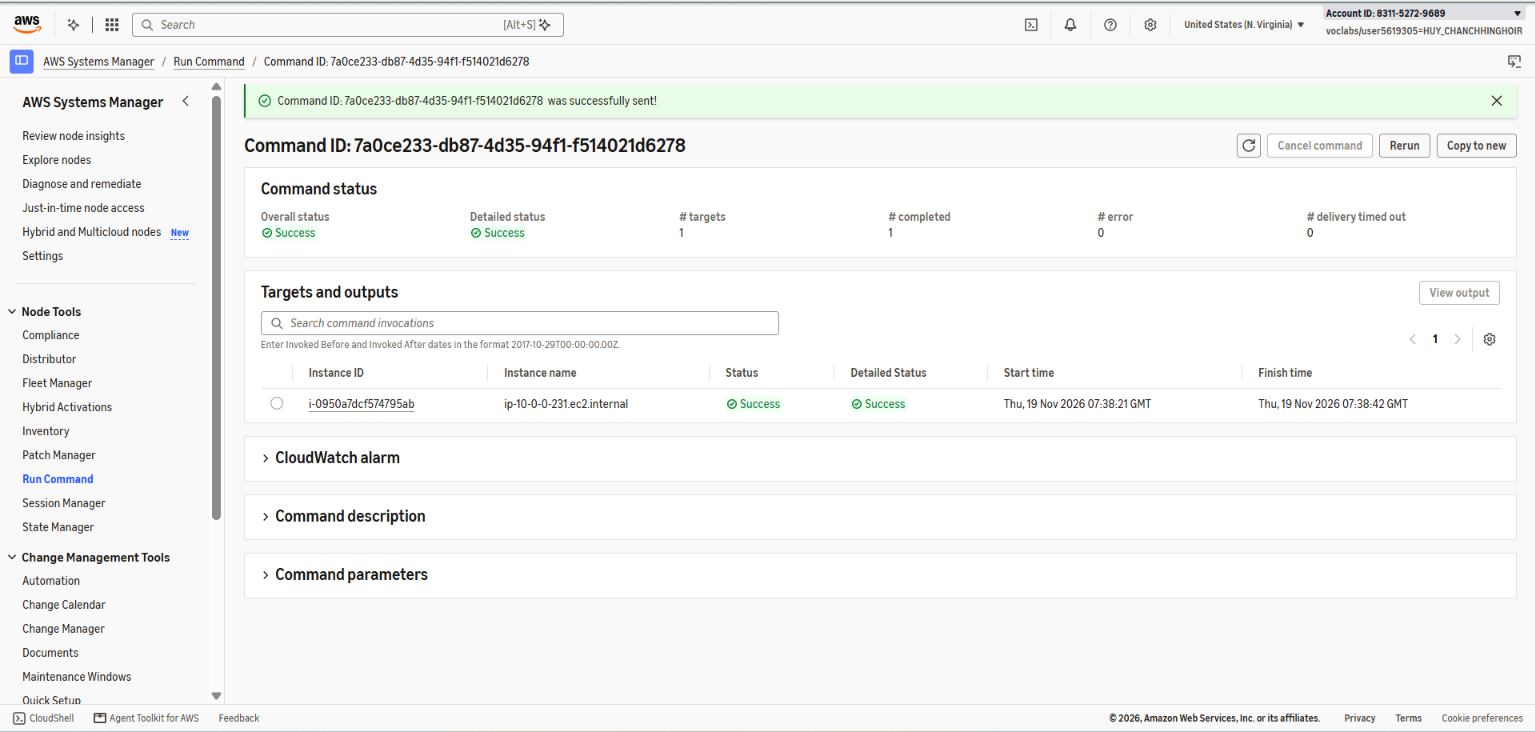 aws
Search [Alt+S]
United States (N. Virginia)
Account ID: 8311-5272-9689
voclabs/user5619305=HUY_CHANCHHINGHOIR
AWS Systems Manager / Run Command / Command ID: 7a0ce233-db87-4d35-94f1-f514021d6278
AWS Systems Manager
Review node insights
Explore nodes
Diagnose and remediate
Just-in-time node access
Hybrid and Multicloud nodes New
Settings
Node Tools
Compliance
Distributor
Fleet Manager
Hybrid Activations
Inventory
Patch Manager
Run Command
Session Manager
State Manager
Change Management Tools
Automation
Change Calendar
Change Manager
Documents
Maintenance Windows
Quick Setup
Command ID: 7a0ce233-db87-4d35-94f1-f514021d6278 was successfully sent!
Command ID: 7a0ce233-db87-4d35-94f1-f514021d6278
Cancel command Rerun Copy to new
Command status
Overall status Detailed status # targets # completed # error # delivery timed out
Success Success 1 1 0 0
Targets and outputs
View output
Search command invocations
Enter Invoked Before and Invoked After dates in the format 2017-10-29T00:00:00.00Z.
1
Instance ID Instance name Status Detailed Status Start time Finish time
i-0950a7dcf574795ab ip-10-0-0-231.ec2.internal Success Success Thu, 19 Nov 2026 07:38:21 GMT Thu, 19 Nov 2026 07:38:42 GMT
CloudWatch alarm
Command description
Command parameters
CloudShell Agent Toolkit for AWS Feedback © 2026, Amazon Web Services, Inc. or its affiliates. Privacy Terms Cookie preferences